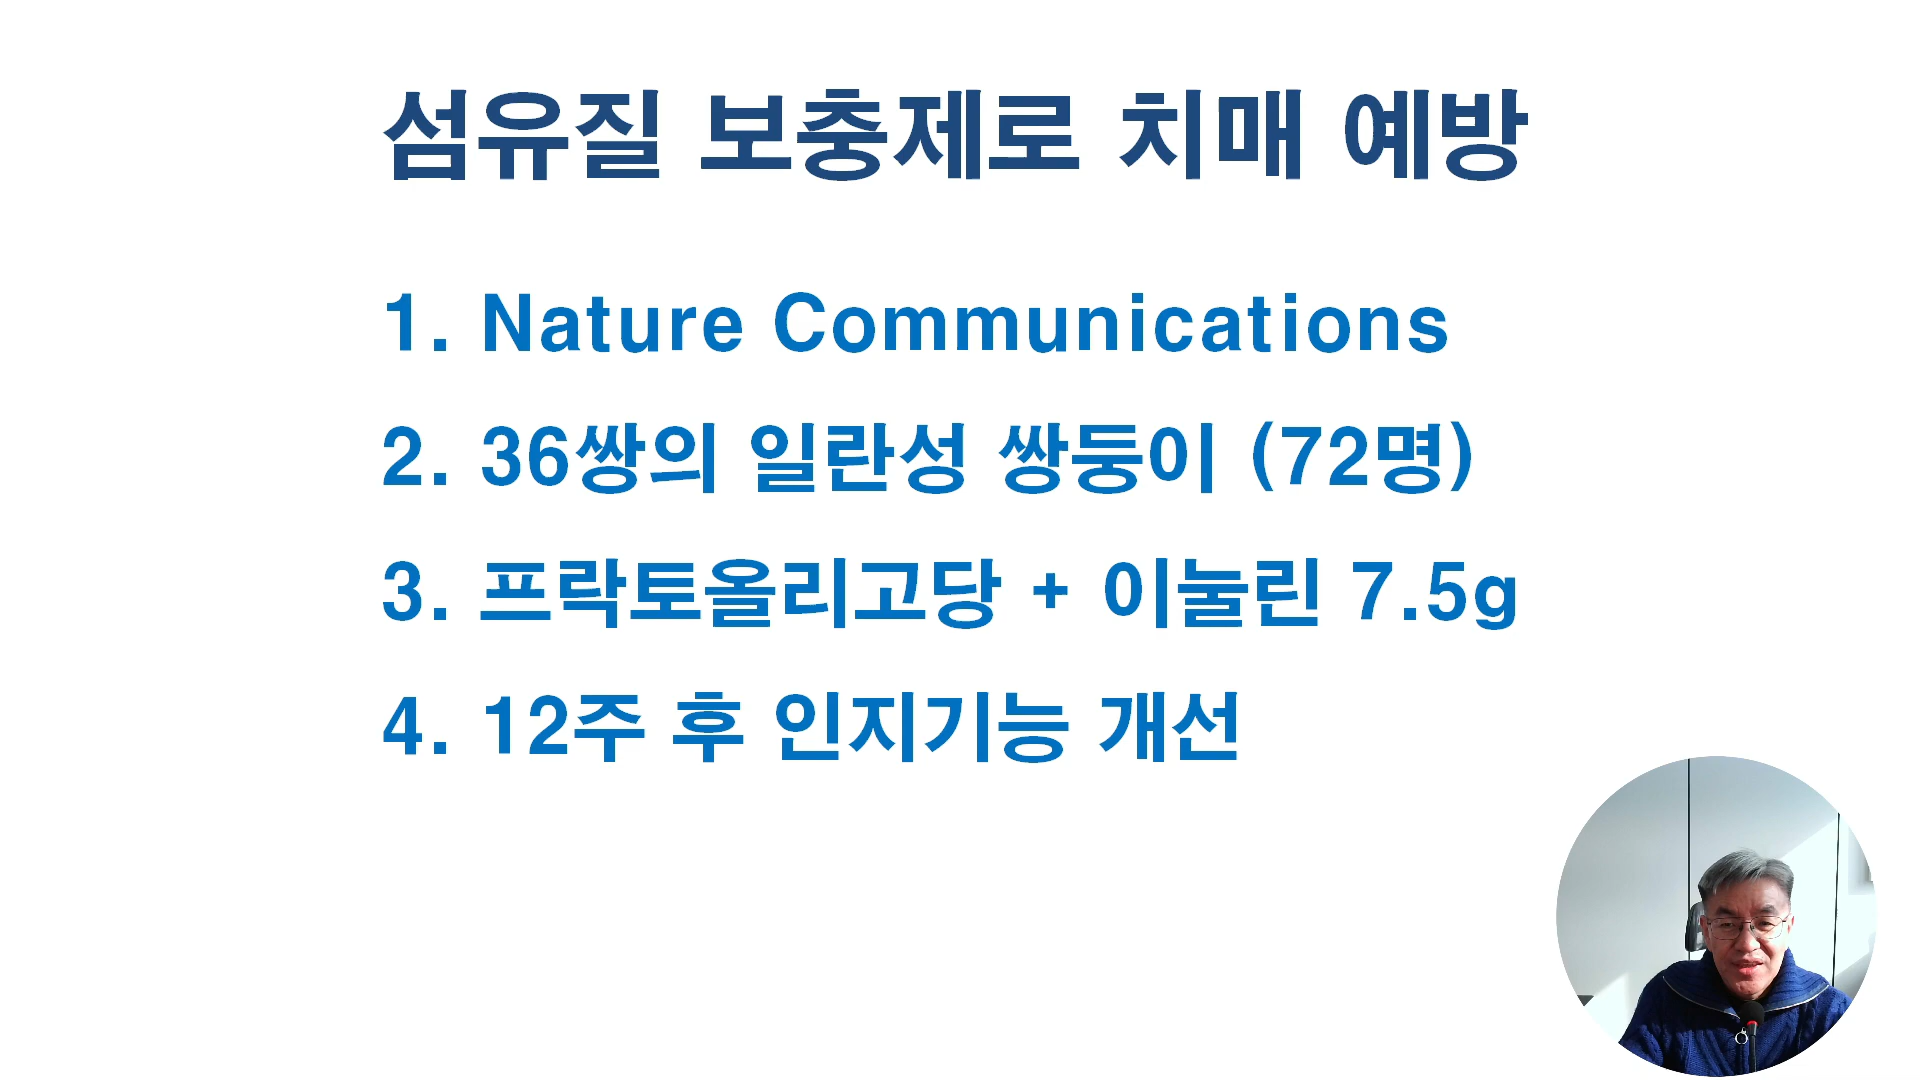 섬유질 보충제로 치매 예방
1. Nature Communications
2. 36쌍의 일란성 쌍둥이 (72명)
3. 프락토올리고당 + 이눌린 7.5g
4. 12주 후 인지기능 개선